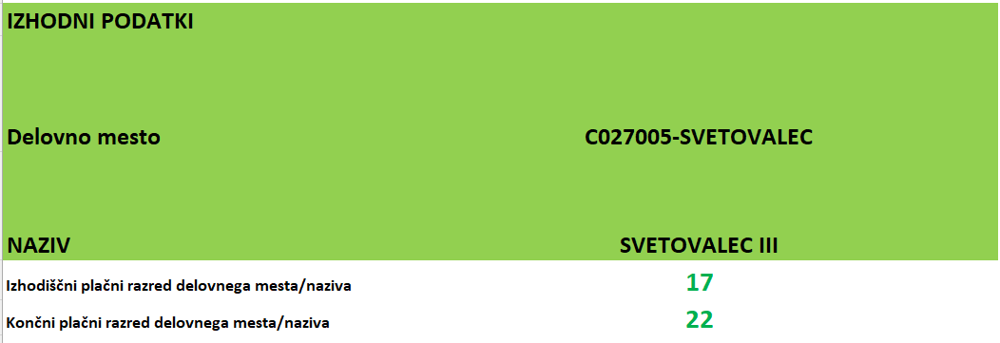 IZHODNI PODATKI
Delovno mesto C027005-SVETOVALEC
NAZIV SVETOVALEC III
Izhodiščni plačni razred delovnega mesta/naziva 17
Končni plačni razred delovnega mesta/naziva 22